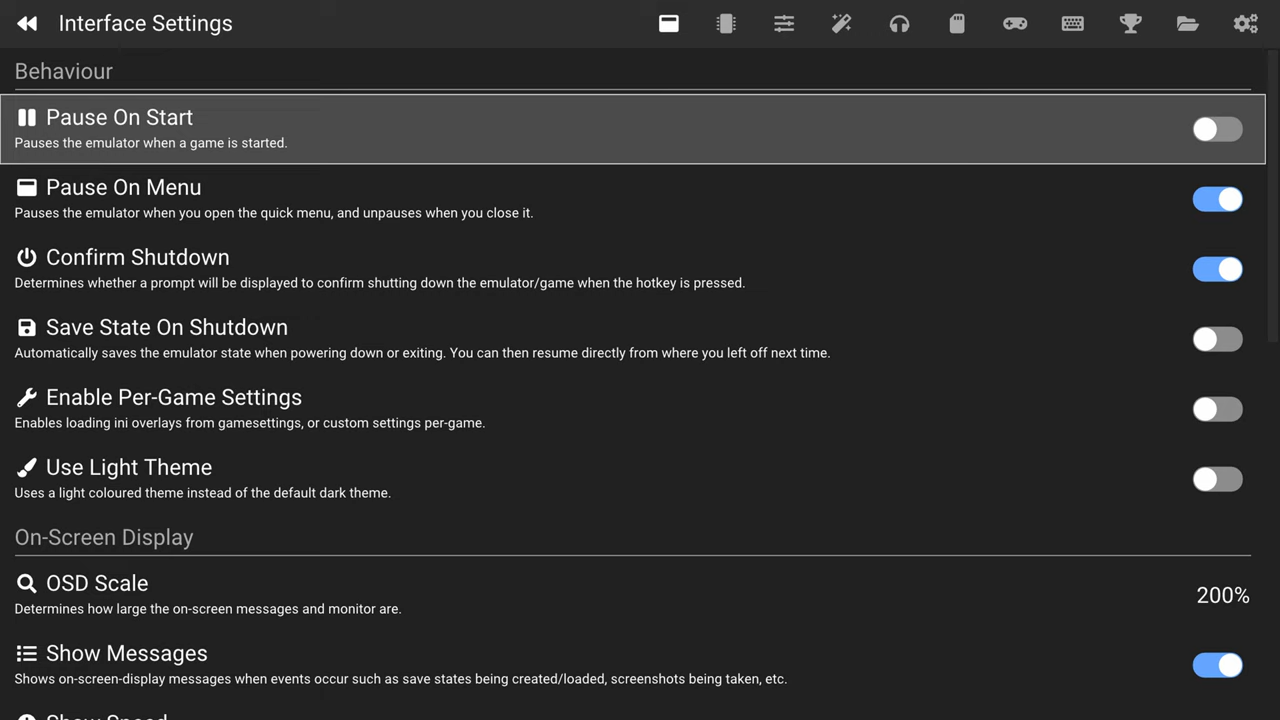 Interface Settings
Behaviour
Pause On Start
Pauses the emulator when a game is started.
Pause On Menu
Pauses the emulator when you open the quick menu, and unpauses when you close it.
Confirm Shutdown
Determines whether a prompt will be displayed to confirm shutting down the emulator/game when the hotkey is pressed.
Save State On Shutdown
Automatically saves the emulator state when powering down or exiting. You can then resume directly from where you left off next time.
Enable Per-Game Settings
Enables loading ini overlays from gamesettings, or custom settings per-game.
Use Light Theme
Uses a light coloured theme instead of the default dark theme.
On-Screen Display
OSD Scale
200%
Determines how large the on-screen messages and monitor are.
Show Messages
Shows on-screen-display messages when events occur such as save states being created/loaded, screenshots being taken, etc.
Show Speed